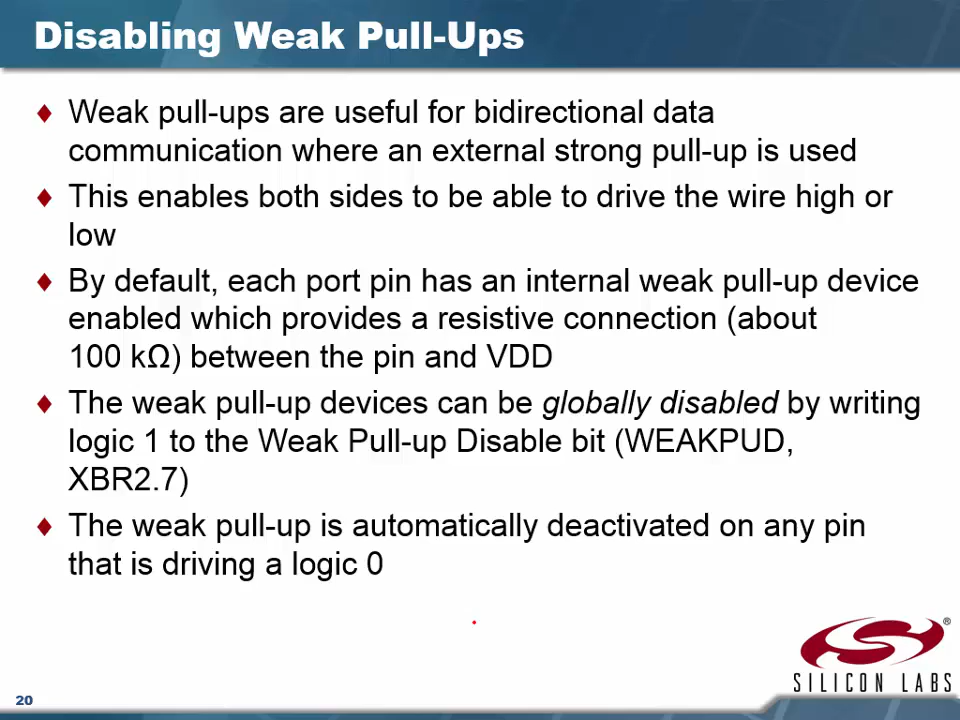 Disabling Weak Pull-Ups
♦ Weak pull-ups are useful for bidirectional data
communication where an external strong pull-up is used
♦ This enables both sides to be able to drive the wire high or
low
♦ By default, each port pin has an internal weak pull-up device
enabled which provides a resistive connection (about
100 kΩ) between the pin and VDD
♦ The weak pull-up devices can be globally disabled by writing
logic 1 to the Weak Pull-up Disable bit (WEAKPUD,
XBR2.7)
♦ The weak pull-up is automatically deactivated on any pin
that is driving a logic 0
®
SILICON LABS
20